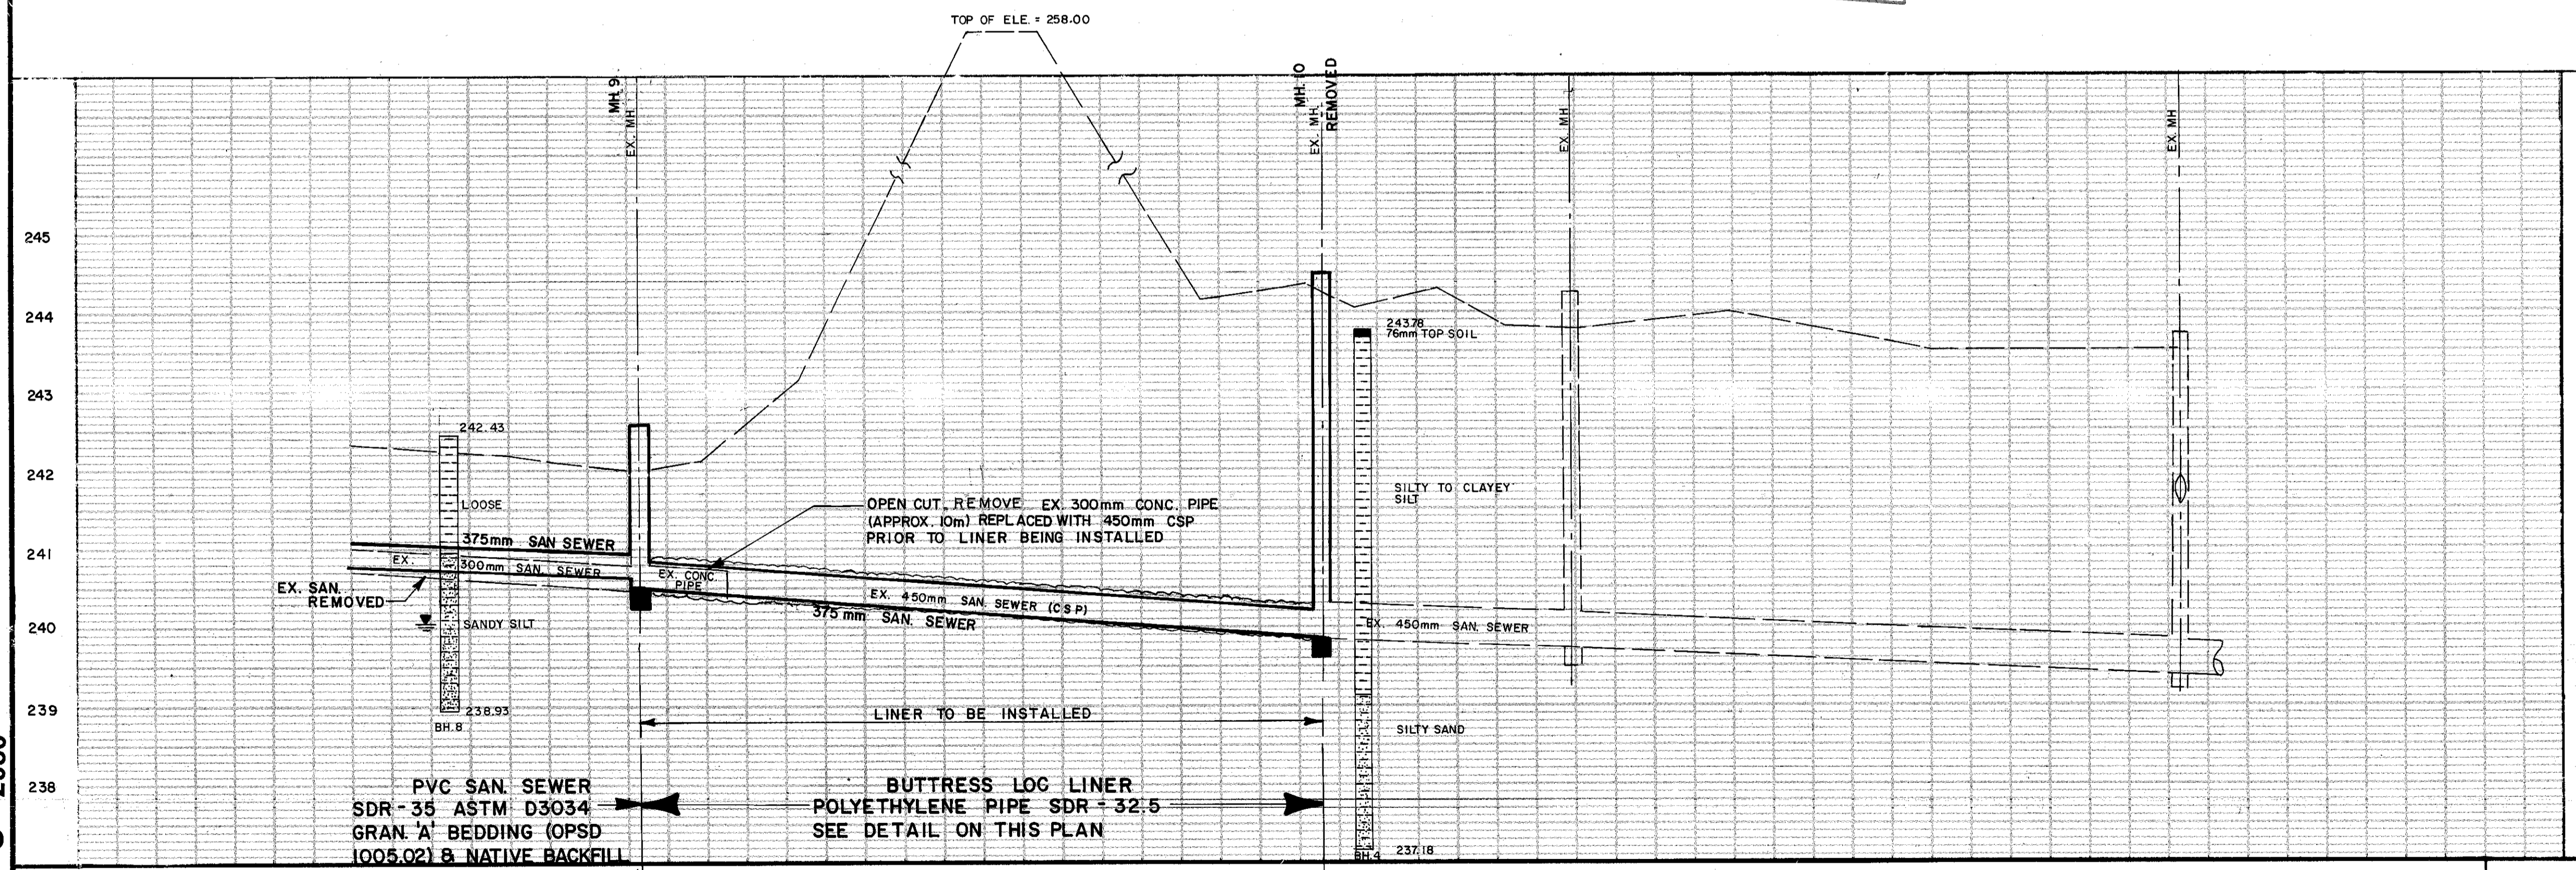 TOP OF ELE. = 258.00
MH. 9
EX. MH.
MH. 10
REMOVED
EX. MH.
EX. MH
EX. MH
245
244
243
242
241
240
239
238
243.78
76mm TOP SOIL
242.43
LOOSE
SILTY TO CLAYEY
SILT
OPEN CUT, REMOVE EX. 300mm CONC. PIPE
(APPROX. 10m) REPLACED WITH 450mm CSP
PRIOR TO LINER BEING INSTALLED
375mm SAN SEWER
EX. 300mm SAN. SEWER
EX. CONC.
PIPE
EX. SAN.
REMOVED
EX. 450mm SAN. SEWER (CSP)
375mm SAN. SEWER
SANDY SILT
EX. 450mm SAN. SEWER
238.93
BH. 8
LINER TO BE INSTALLED
SILTY SAND
PVC SAN. SEWER
SDR-35 ASTM D3034
GRAN. 'A' BEDDING (OPSD
1005.02) & NATIVE BACKFILL
BUTTRESS LOC LINER
POLYETHYLENE PIPE SDR-32.5
SEE DETAIL ON THIS PLAN
237.18
BH.4